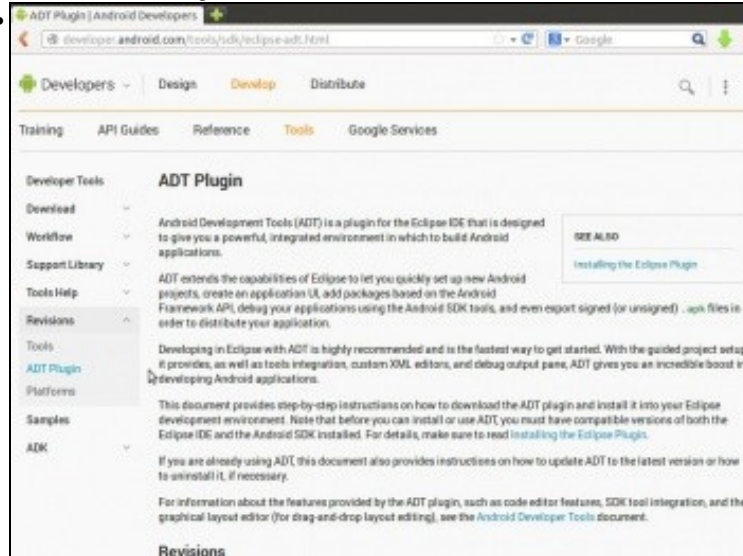 ADT Plugin | Android Developers
developer.android.com/tools/sdk/eclipse-adt.html
Google
Developers
Design
Develop
Distribute
Training
API Guides
Reference
Tools
Google Services
Developer Tools
Download
Workflow
Support Library
Tools Help
Revisions
Tools
ADT Plugin
Platforms
Samples
ADK
ADT Plugin
Android Development Tools (ADT) is a plugin for the Eclipse IDE that is designed
to give you a powerful, integrated environment in which to build Android
applications.
SEE ALSO
Installing the Eclipse Plugin
ADT extends the capabilities of Eclipse to let you quickly set up new Android
projects, create an application UI, add packages based on the Android
Framework API, debug your applications using the Android SDK tools, and even export signed (or unsigned) .apk files in
order to distribute your application.
Developing in Eclipse with ADT is highly recommended and is the fastest way to get started. With the guided project setup
it provides, as well as tools integration, custom XML editors, and debug output pane, ADT gives you an incredible boost in
developing Android applications.
This document provides step-by-step instructions on how to download the ADT plugin and install it into your Eclipse
development environment. Note that before you can install or use ADT, you must have compatible versions of both the
Eclipse IDE and the Android SDK installed. For details, make sure to read Installing the Eclipse Plugin.
If you are already using ADT, this document also provides instructions on how to update ADT to the latest version or how
to uninstall it, if necessary.
For information about the features provided by the ADT plugin, such as code editor features, SDK tool integration, and the
graphical layout editor (for drag-and-drop layout editing), see the Android Developer Tools document.
Revisions